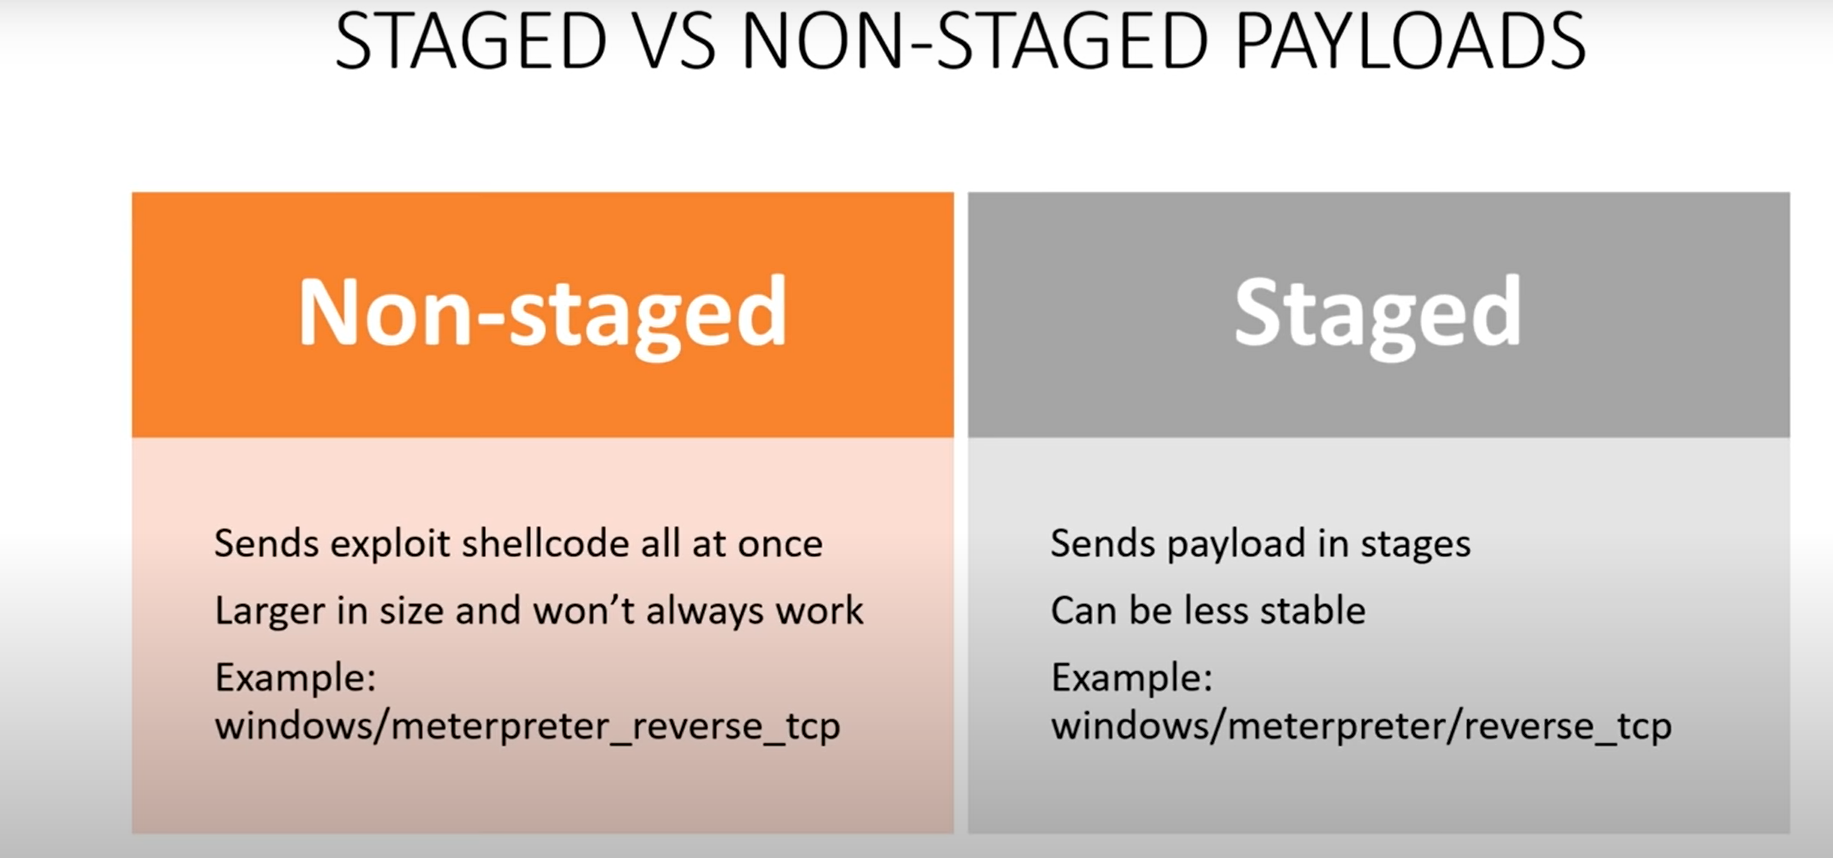 STAGED VS NON-STAGED PAYLOADS
Non-staged
Sends exploit shellcode all at once
Larger in size and won’t always work
Example:
windows/meterpreter_reverse_tcp
Staged
Sends payload in stages
Can be less stable
Example:
windows/meterpreter/reverse_tcp